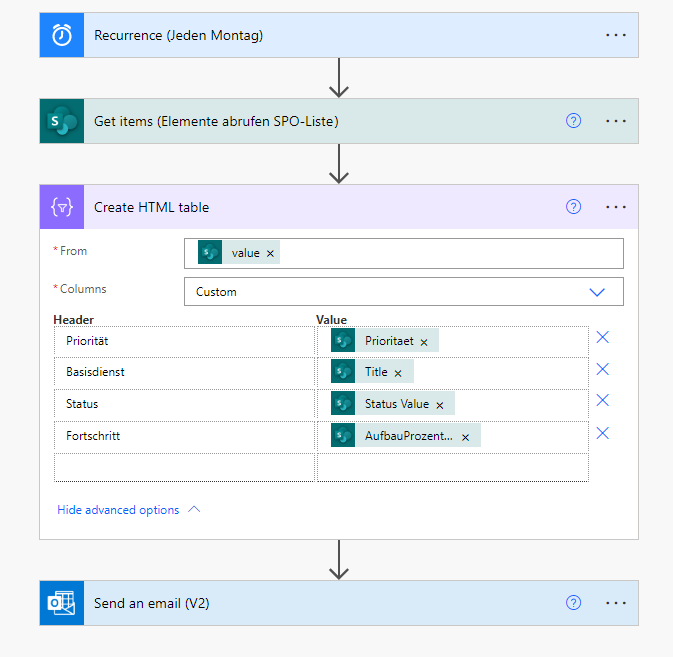 Recurrence (Jeden Montag)
Get items (Elemente abrufen SPO-Liste)
Create HTML table
* From
value
* Columns
Custom
Header Value
Priorität Prioritaet
Basisdienst Title
Status Status Value
Fortschritt AufbauProzent...
Hide advanced options
Send an email (V2)